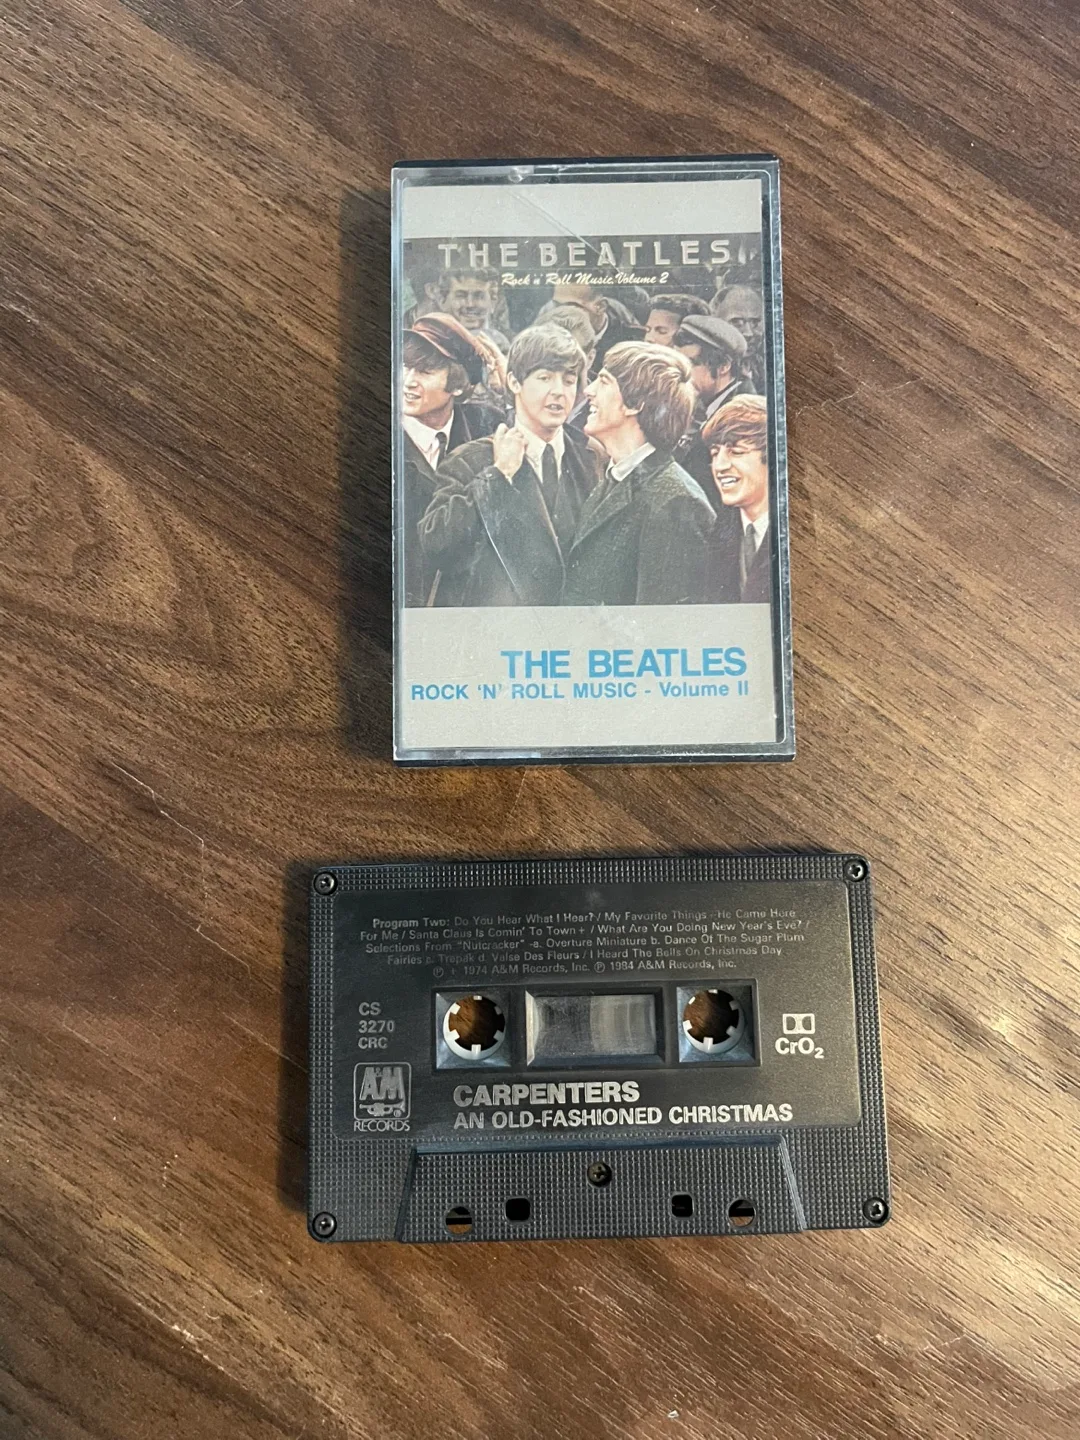 THE BEATLES
Rock 'n' Roll Music, Volume 2
THE BEATLES
ROCK 'N' ROLL MUSIC - Volume II
Program Two: Do You Hear What I Hear? / My Favorite Things - He Came Here
For Me / Santa Claus Is Comin' To Town + / What Are You Doing New Year's Eve? /
Selections From "Nutcracker" -a. Overture Miniature b. Dance Of The Sugar Plum
Fairies c. Trepak d. Valse Des Fleurs / I Heard The Bells On Christmas Day
℗ + 1974 A&M Records, Inc. ℗ 1984 A&M Records, Inc.
CS
3270
CRC
CrO2
A&M
®
RECORDS
CARPENTERS
AN OLD-FASHIONED CHRISTMAS